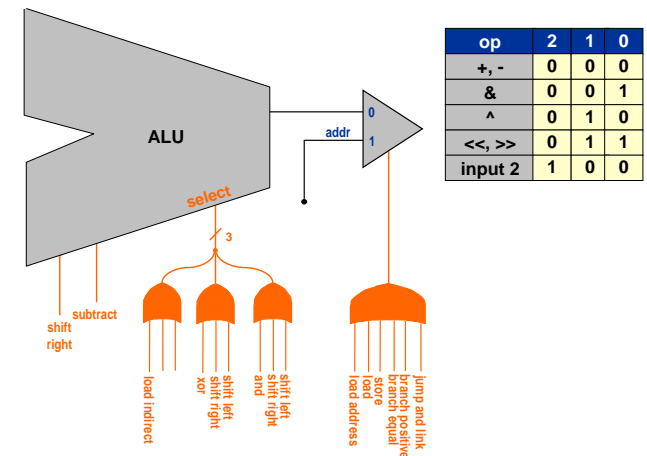 op 2 1 0
+, - 0 0 0
& 0 0 1
^ 0 1 0
<<, >> 0 1 1
input 2 1 0 0
ALU
0
addr
1
select
3
shift
right
subtract
load indirect
xor
shift right
shift left
and
shift right
shift left
load address
load
store
branch equal
branch positive
jump and link